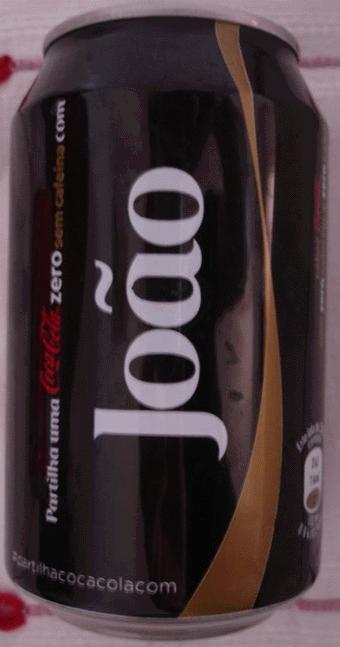 Partilha uma Coca-Cola zero sem cafeína com
João
#partilhacocacolacom